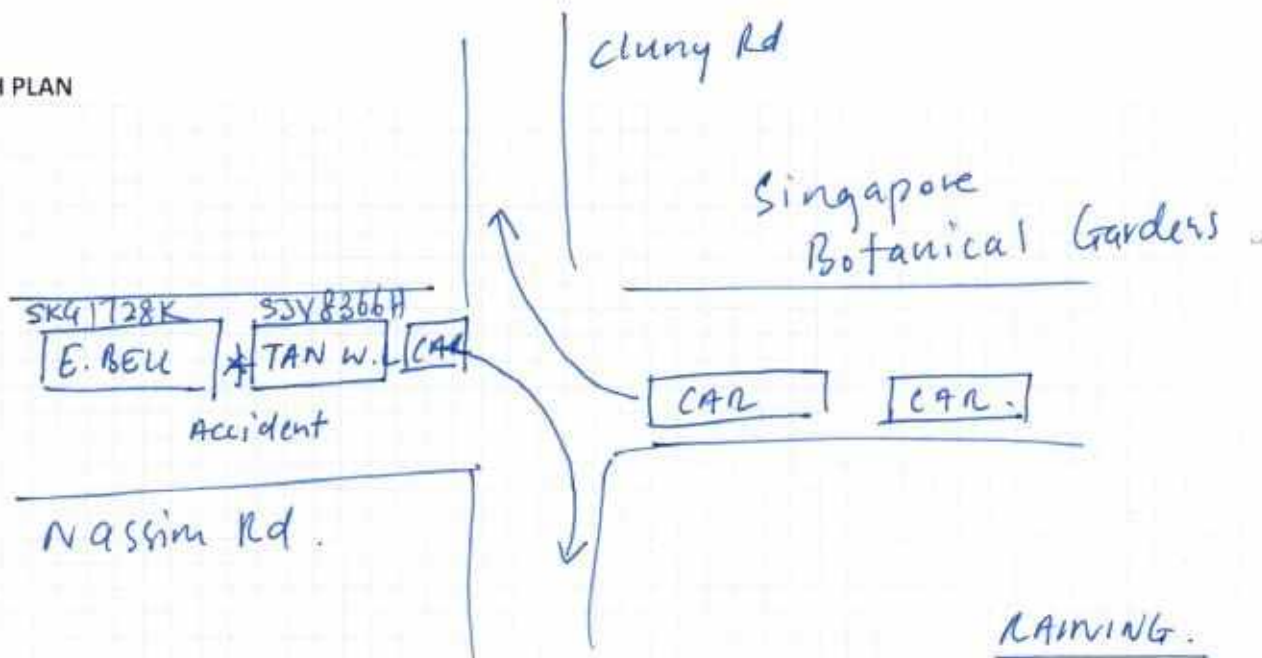 PLAN
Cluny Rd
Singapore
Botanical Gardens
SKG1728K
SJV8366H
E. BELL
TAN W.
CAR
CAR
CAR.
Accident
Nassim Rd.
RAINING.